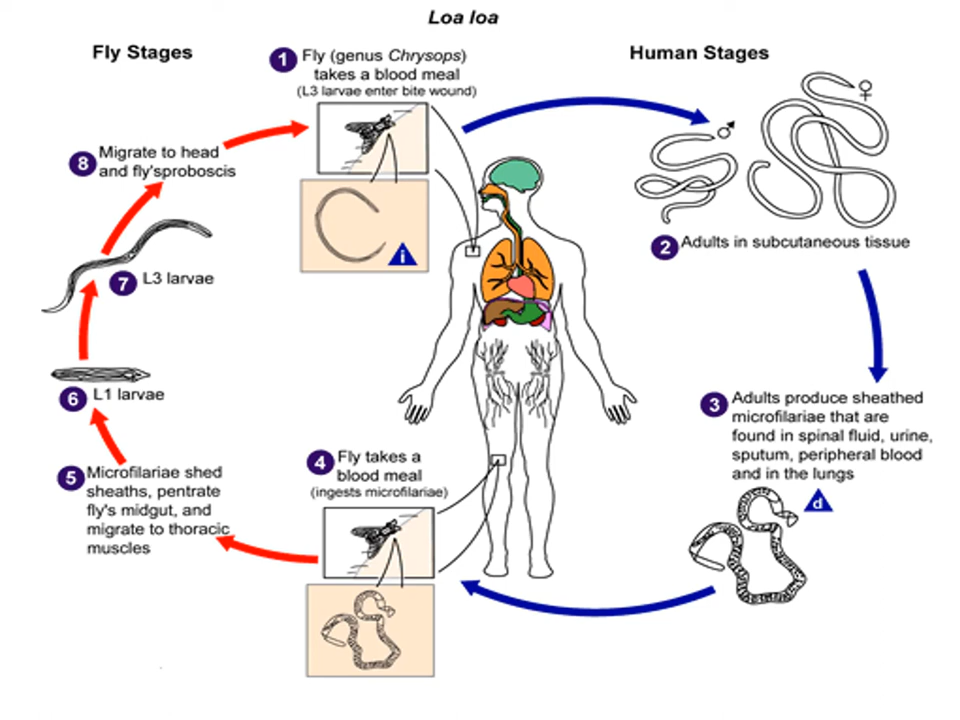 Loa loa
Fly Stages
Human Stages
1 Fly (genus Chrysops)
takes a blood meal
(L3 larvae enter bite wound)
i
♂
♀
2 Adults in subcutaneous tissue
3 Adults produce sheathed
microfilariae that are
found in spinal fluid, urine,
sputum, peripheral blood
and in the lungs
d
4 Fly takes a
blood meal
(ingests microfilariae)
5 Microfilariae shed
sheaths, pentrate
fly's midgut, and
migrate to thoracic
muscles
6 L1 larvae
7 L3 larvae
8 Migrate to head
and fly'sproboscis